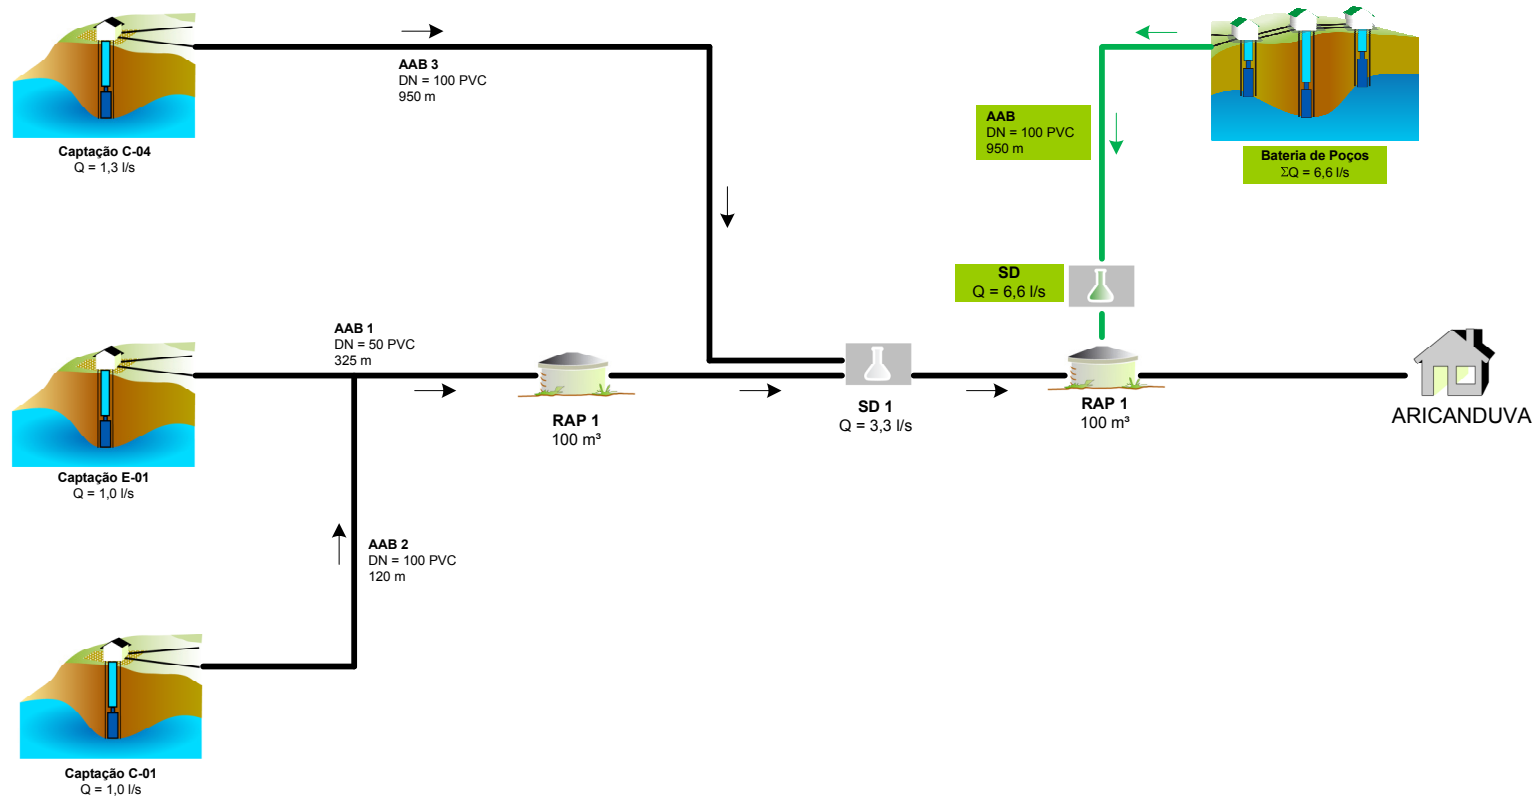 AAB 3
DN = 100 PVC
950 m
Captação C-04
Q = 1,3 l/s
AAB
DN = 100 PVC
950 m
Bateria de Poços
ΣQ = 6,6 l/s
SD
Q = 6,6 l/s
AAB 1
DN = 50 PVC
325 m
Captação E-01
Q = 1,0 l/s
RAP 1
100 m³
SD 1
Q = 3,3 l/s
RAP 1
100 m³
ARICANDUVA
AAB 2
DN = 100 PVC
120 m
Captação C-01
Q = 1,0 l/s